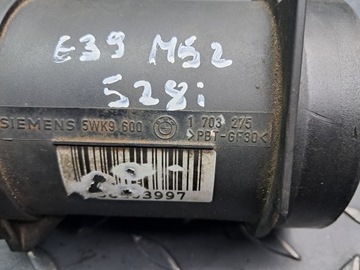 E39 M52
528i
SIEMENS 5WK9 600 1 703 275
>PBT-GF30<
3997